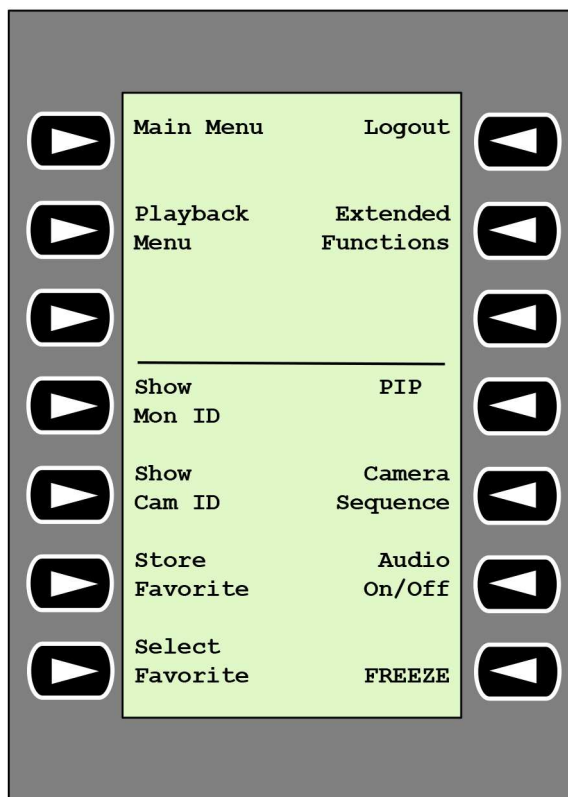 Main Menu Logout
Playback Extended
Menu Functions
Show PIP
Mon ID
Show Camera
Cam ID Sequence
Store Audio
Favorite On/Off
Select
Favorite FREEZE